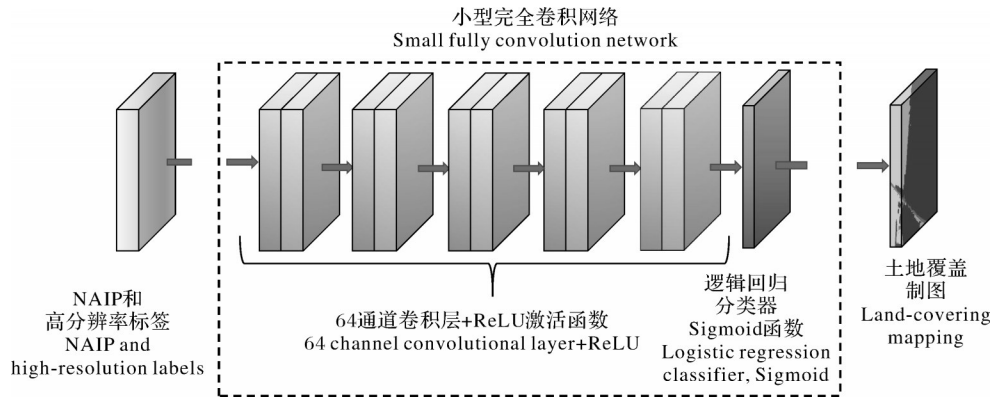 小型完全卷积网络
Small fully convolution network
NAIP和
高分辨率标签
NAIP and
high-resolution labels
64通道卷积层+ReLU激活函数
64 channel convolutional layer+ReLU
逻辑回归
分类器
Sigmoid函数
Logistic regression
classifier, Sigmoid
土地覆盖
制图
Land-covering
mapping